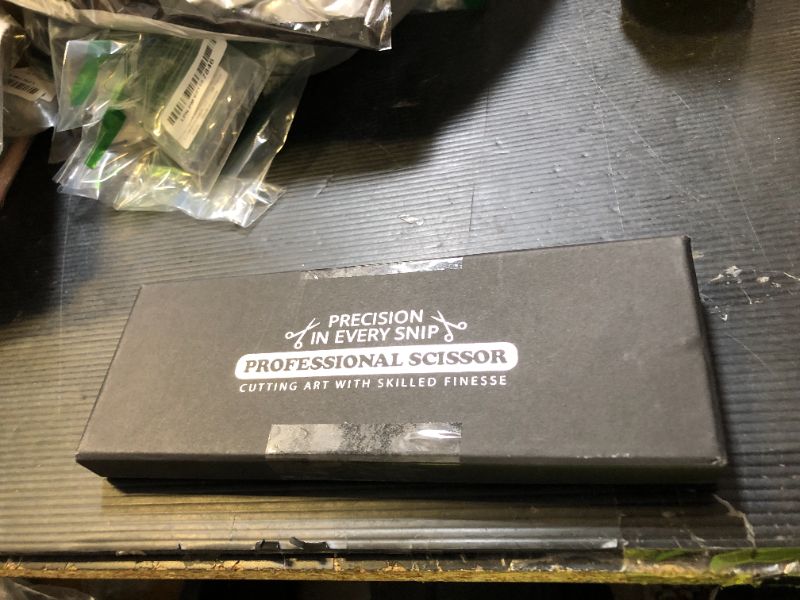 PRECISION
IN EVERY SNIP
PROFESSIONAL SCISSOR
CUTTING ART WITH SKILLED FINESSE